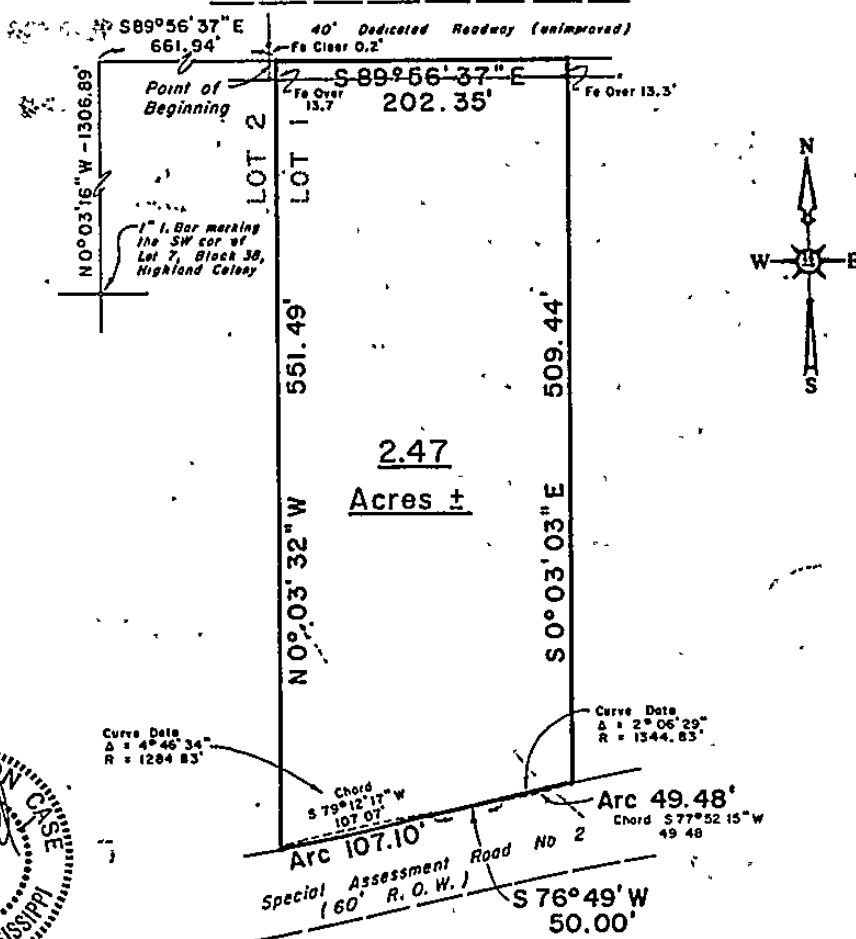 S89°56'37"E
661.94'
40' Dedicated Roadway (unimproved)
Fe Clear 0.2'
Point of
Beginning
Fe Over
13.7
S 89°56'37" E
202.35'
Fe Over 13.3'
N0°03'16"W - 1306.89'
LOT 2
LOT 1
1" I. Bar marking
the SW cor of
Lot 7, Block 38,
Highland Colony
N
W
E
S
551.49'
509.44'
2.47
Acres ±
N0°03'32"W
S0°03'03"E
Curve Data
Δ = 4°46'34"
R = 1284.83'
Curve Data
Δ = 2°06'29"
R = 1344.83'
Chord
S 79°12'17"W
107.07'
Arc 49.48'
Chord S77°52'15"W
49 48
Arc 107.10'
Special Assessment Road No 2
(60' R.O.W.)
S 76°49' W
50.00'
CASE